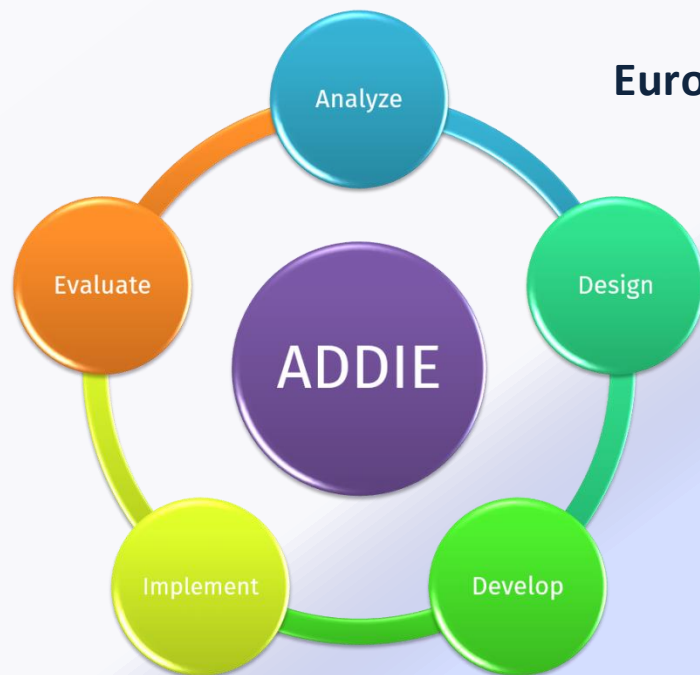 Analyze
Euro
Evaluate
Design
ADDIE
Implement
Develop